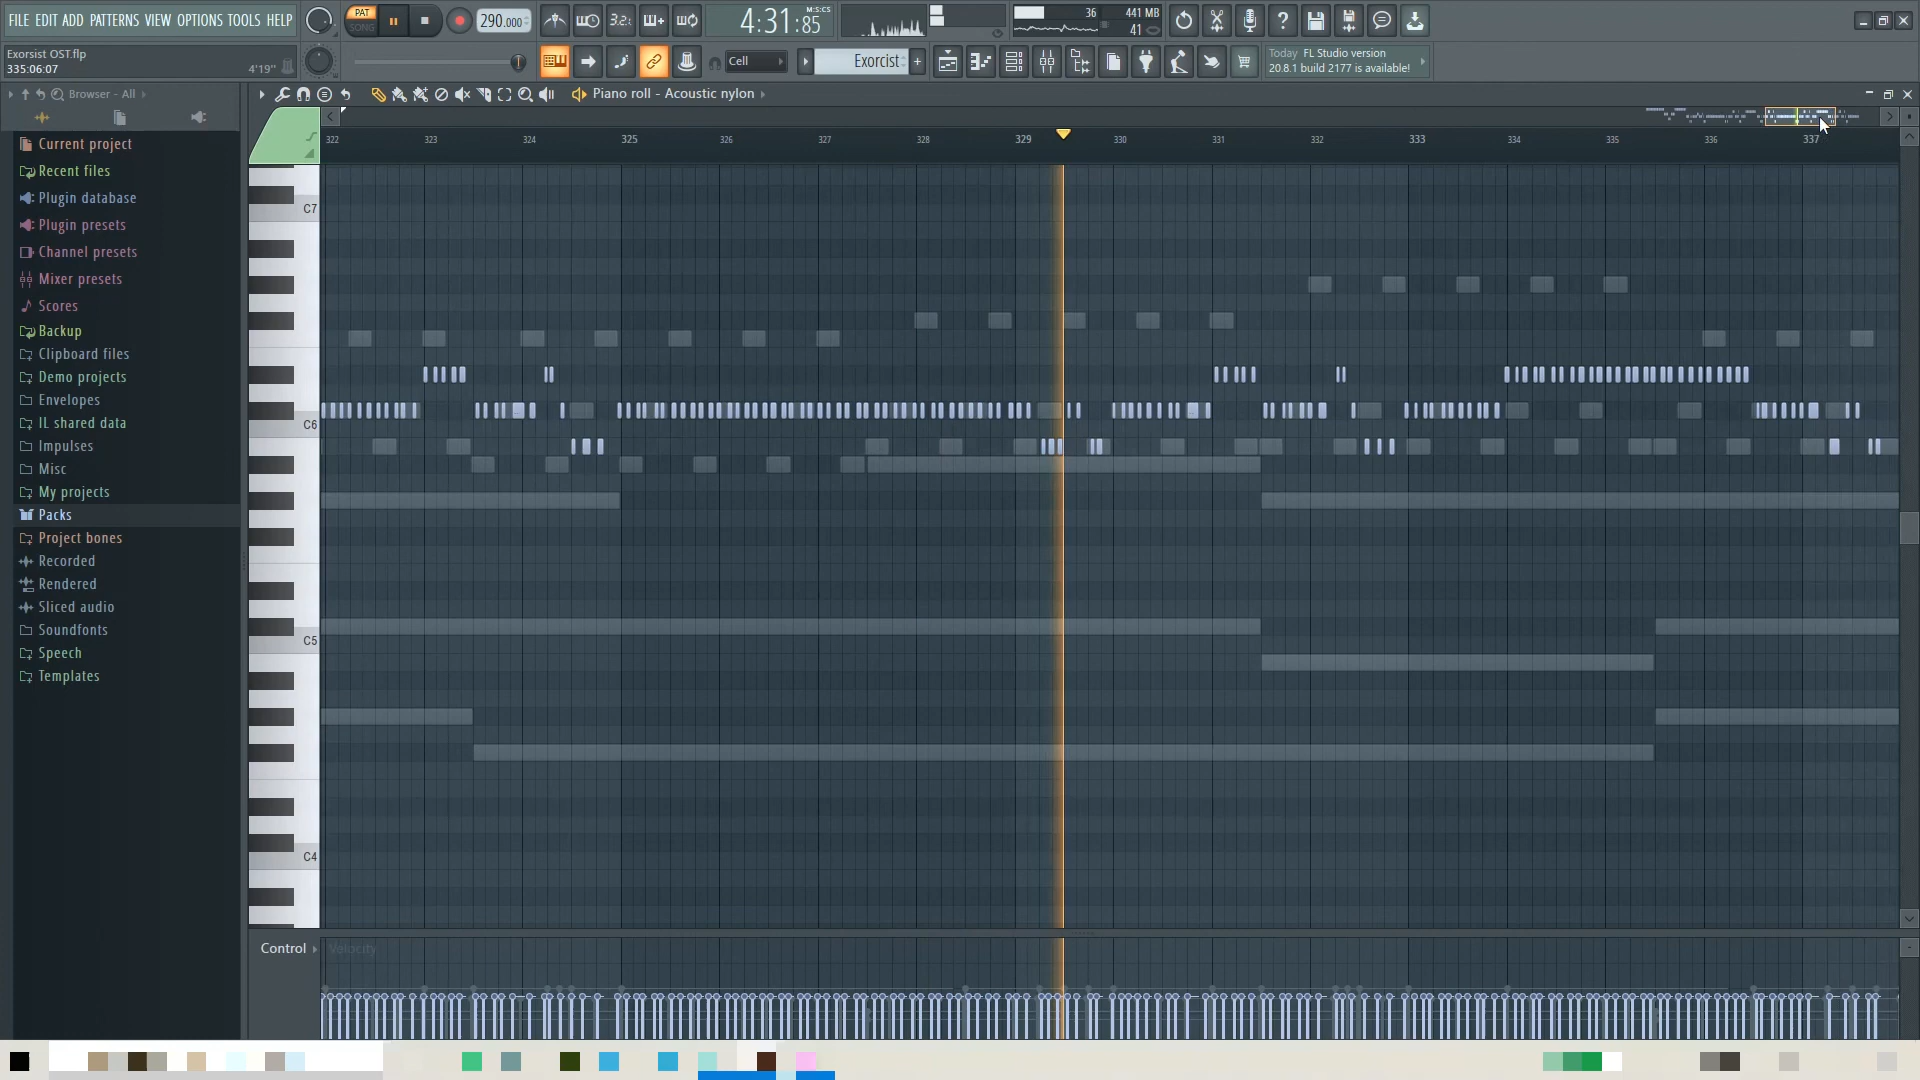 FILE EDIT ADD PATTERNS VIEW OPTIONS TOOLS HELP
PAT
SONG
290.000
3.2.
4:31:85
M:S:CS
36
441 MB
41
Exorsist OST.flp
335:06:07
4'19"
Cell
Exorcist
+
Today FL Studio version
20.8.1 build 2177 is available!
Browser - All
Piano roll - Acoustic nylon
Current project
Recent files
Plugin database
Plugin presets
Channel presets
Mixer presets
Scores
Backup
Clipboard files
Demo projects
Envelopes
IL shared data
Impulses
Misc
My projects
Packs
Project bones
Recorded
Rendered
Sliced audio
Soundfonts
Speech
Templates
322 323 324 325 326 327 328 329 330 331 332 333 334 335 336 337
C7
C6
C5
C4
Control
Velocity